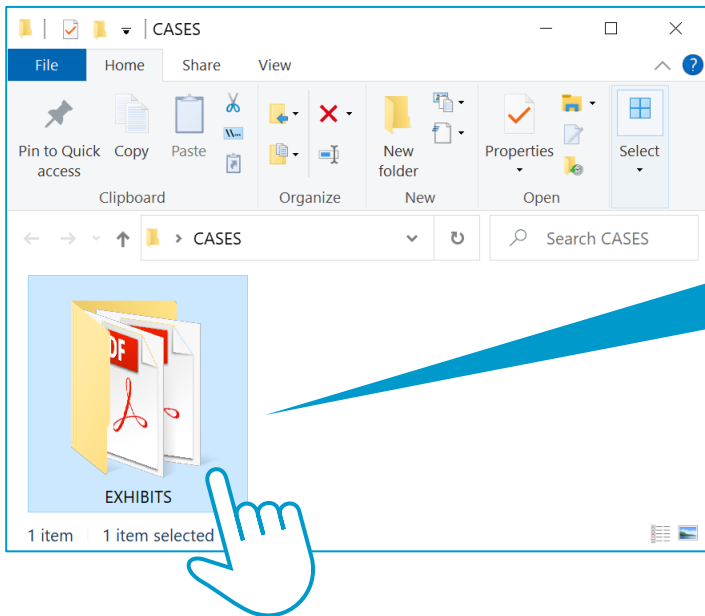 CASES
File Home Share View ?
Pin to Quick access Copy Paste New folder Properties Select
Clipboard Organize New Open
CASES Search CASES
DF
EXHIBITS
1 item 1 item selected